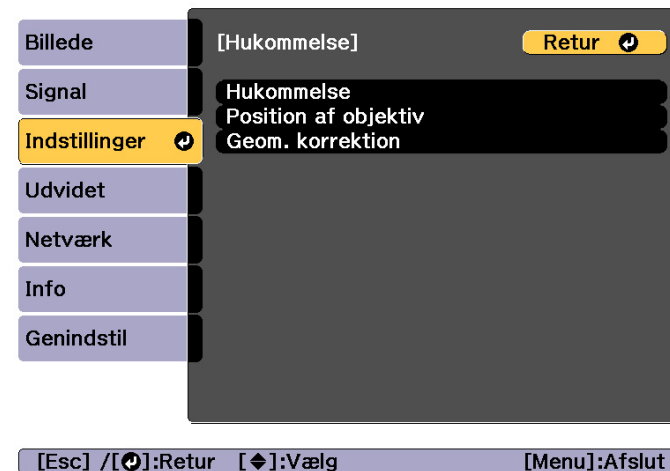 Billede
Signal
Indstillinger
Udvidet
Netværk
Info
Genindstil
[Hukommelse]
Retur
Hukommelse
Position af objektiv
Geom. korrektion
[Esc] /[⏎]:Retur [◆]:Vælg [Menu]:Afslut